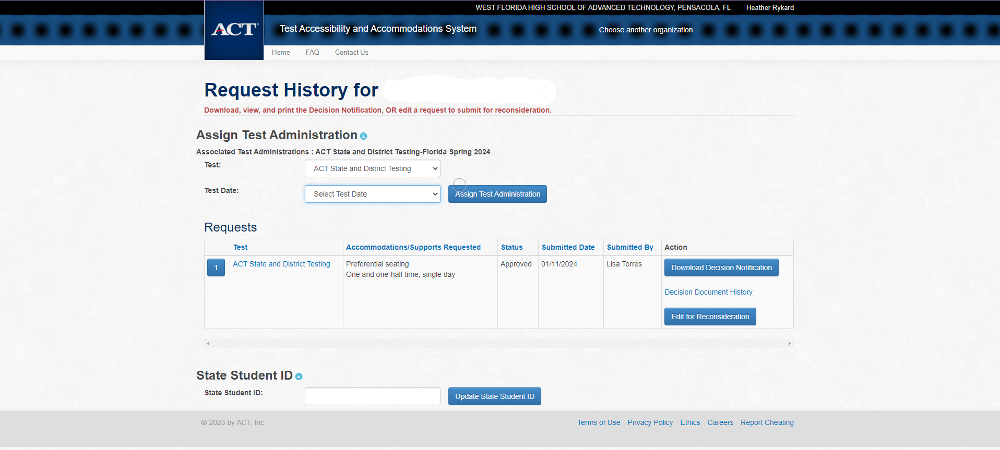 WEST FLORIDA HIGH SCHOOL OF ADVANCED TECHNOLOGY, PENSACOLA, FL Heather Rykard
ACT®
Test Accessibility and Accommodations System
Choose another organization
Home FAQ Contact Us
Request History for
Download, view, and print the Decision Notification, OR edit a request to submit for reconsideration.
Assign Test Administration
Associated Test Administrations : ACT State and District Testing-Florida Spring 2024
Test: ACT State and District Testing
Test Date: Select Test Date Assign Test Administration
Requests
Test Accommodations/Supports Requested Status Submitted Date Submitted By Action
1 ACT State and District Testing Preferential seating Approved 01/11/2024 Lisa Torres Download Decision Notification
One and one-half time, single day
Decision Document History
Edit for Reconsideration
State Student ID
State Student ID: Update State Student ID
© 2023 by ACT, Inc. Terms of Use Privacy Policy Ethics Careers Report Cheating